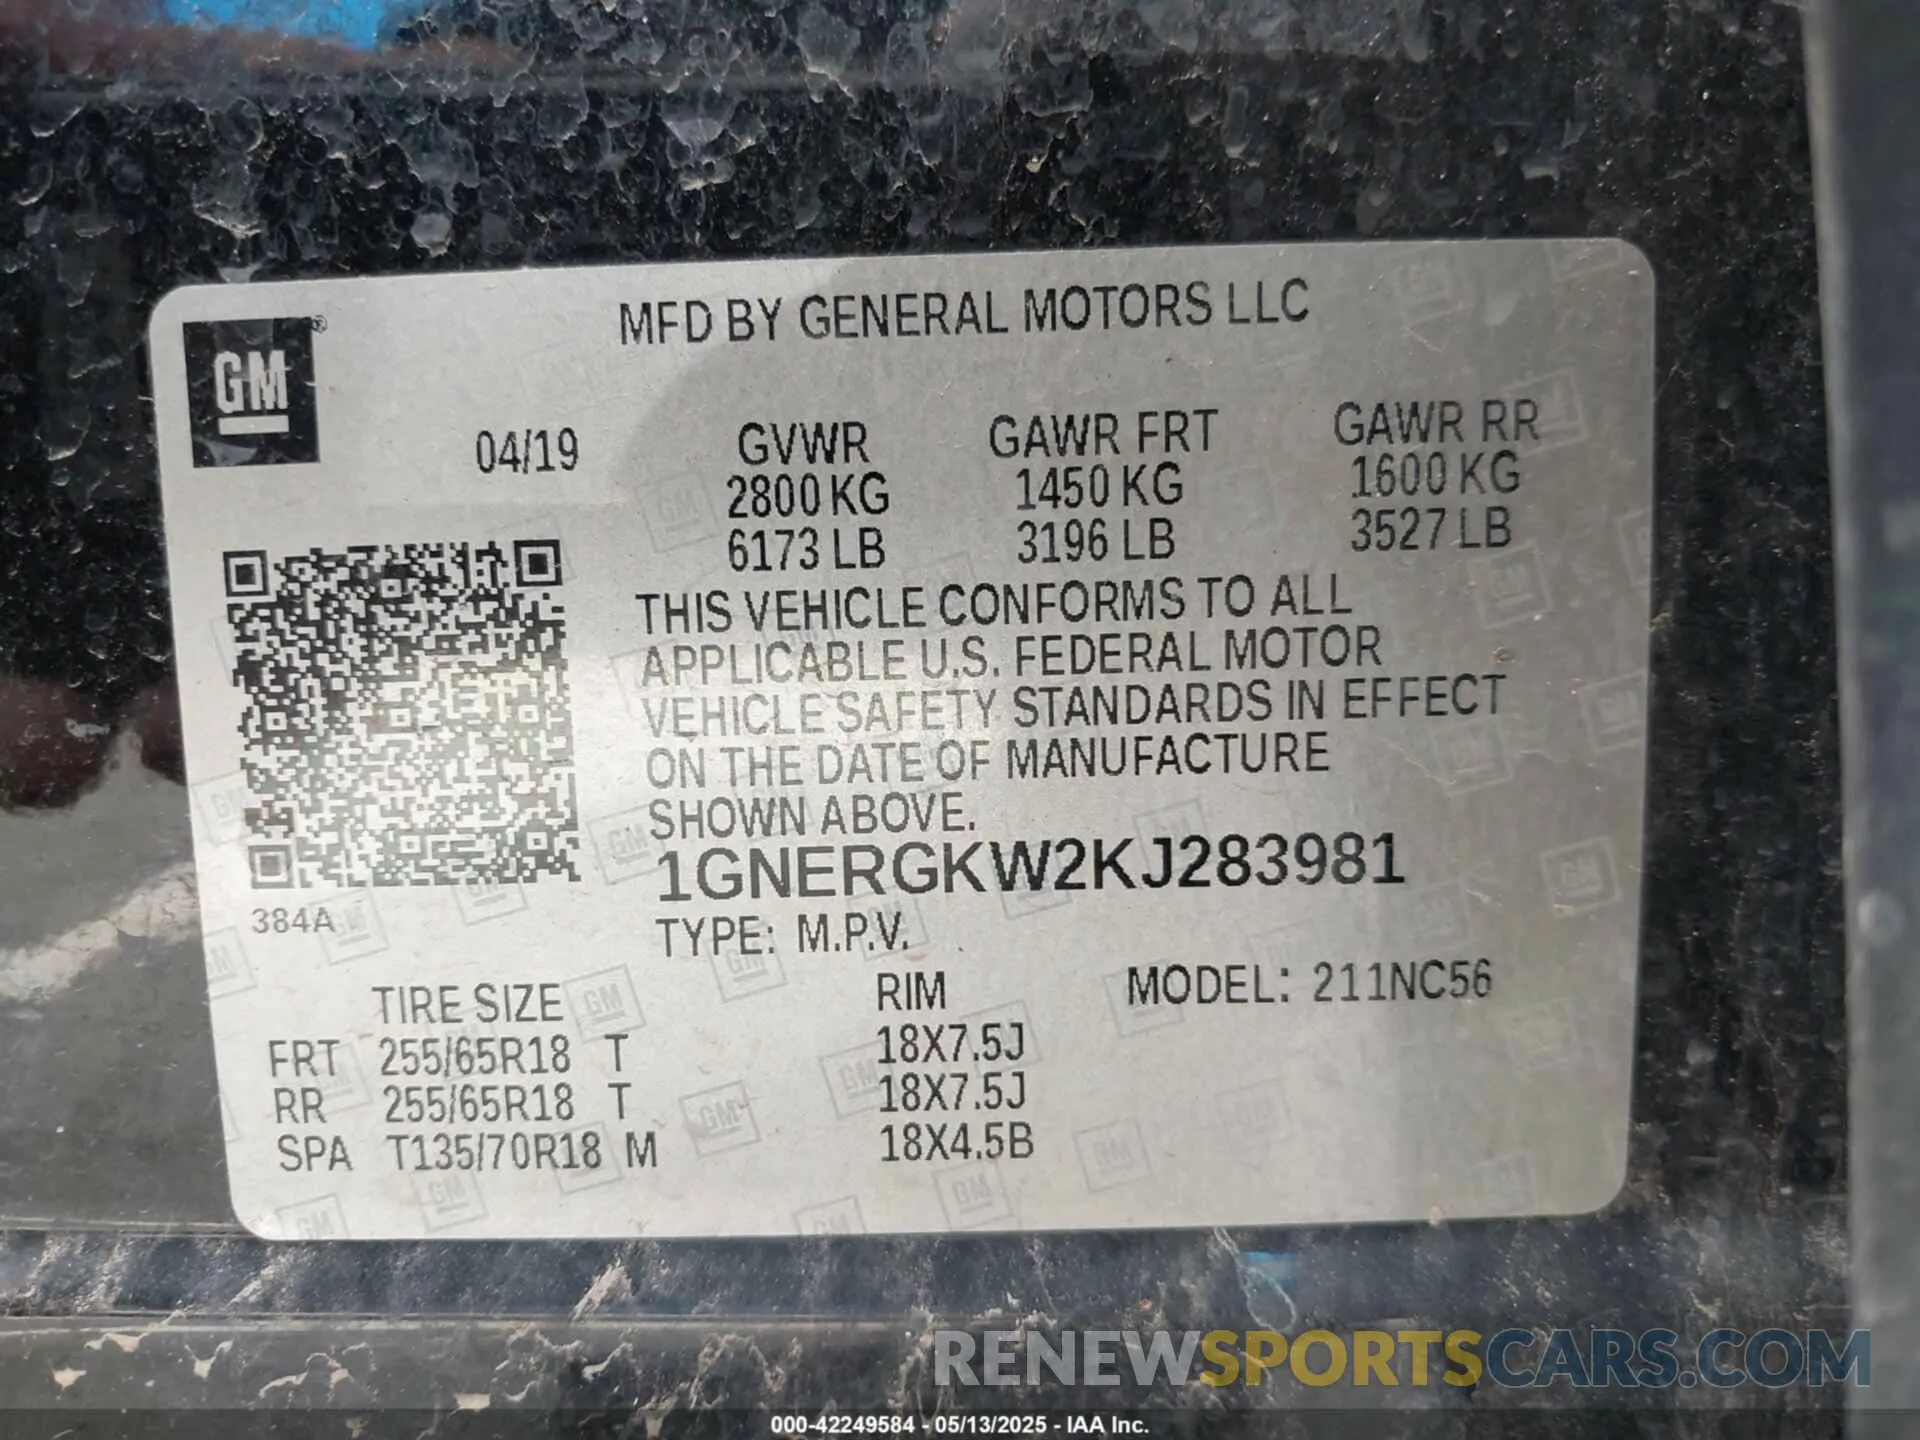 GM®
MFD BY GENERAL MOTORS LLC
04/19 GVWR GAWR FRT GAWR RR
2800 KG 1450 KG 1600 KG
6173 LB 3196 LB 3527 LB
THIS VEHICLE CONFORMS TO ALL
APPLICABLE U.S. FEDERAL MOTOR
VEHICLE SAFETY STANDARDS IN EFFECT
ON THE DATE OF MANUFACTURE
SHOWN ABOVE.
1GNERGKW2KJ283981
384A
TYPE: M.P.V.
TIRE SIZE RIM MODEL: 211NC56
FRT 255/65R18 T 18X7.5J
RR 255/65R18 T 18X7.5J
SPA T135/70R18 M 18X4.5B
RENEWSPORTSCARS.COM
000-42249584 - 05/13/2025 - IAA Inc.